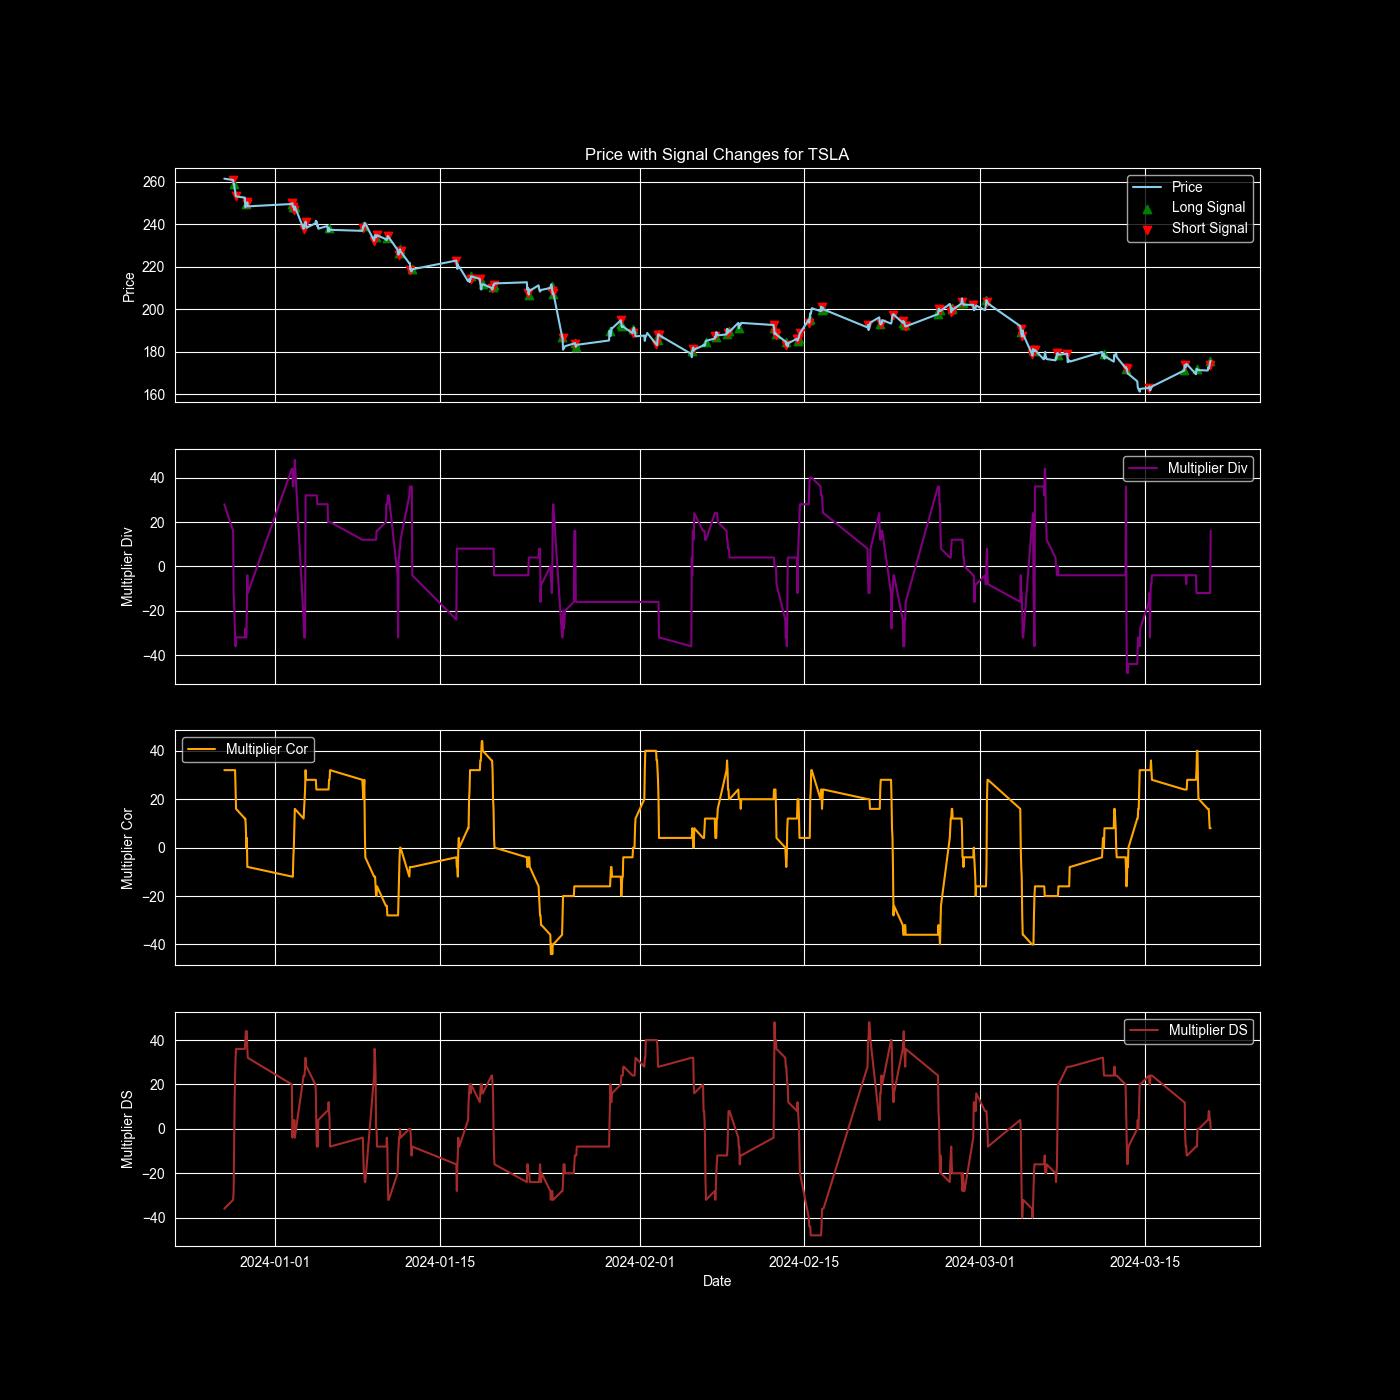 Price with Signal Changes for TSLA
Price
260
240
220
200
180
160
Price
Long Signal
Short Signal
Multiplier Div
40
20
0
−20
−40
Multiplier Div
Multiplier Cor
40
20
0
−20
−40
Multiplier Cor
Multiplier DS
40
20
0
−20
−40
Multiplier DS
2024-01-01 2024-01-15 2024-02-01 2024-02-15 2024-03-01 2024-03-15
Date